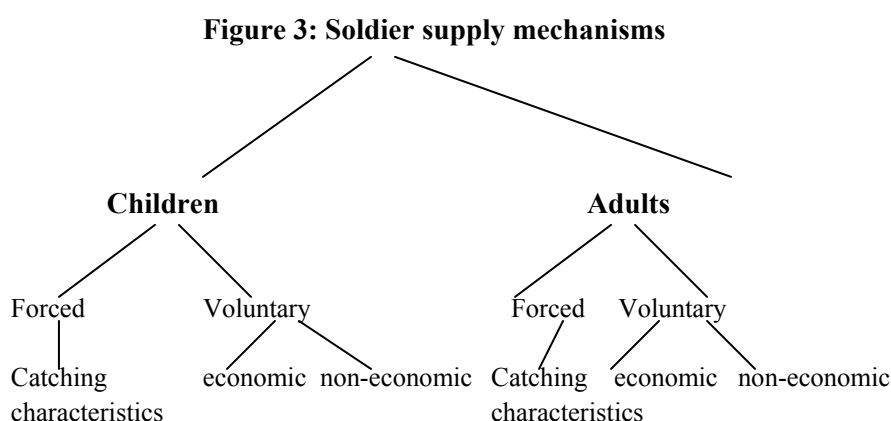 Figure 3: Soldier supply mechanisms
Children Adults
Forced Voluntary Forced Voluntary
Catching economic non-economic Catching economic non-economic
characteristics characteristics